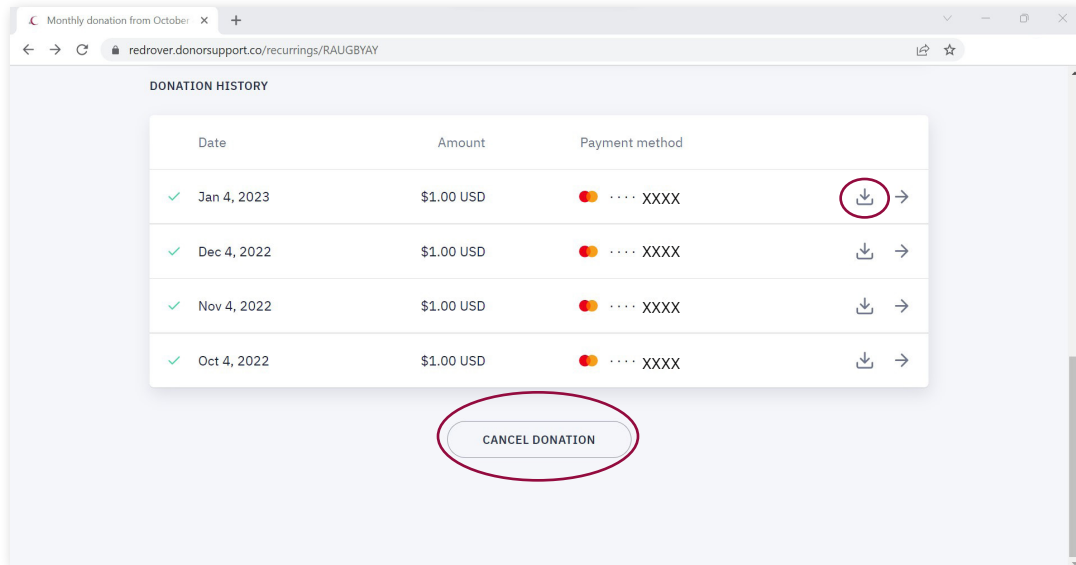 Monthly donation from October
redrover.donorsupport.co/recurrings/RAUGBYAY
DONATION HISTORY
Date Amount Payment method
Jan 4, 2023 $1.00 USD ···· XXXX
Dec 4, 2022 $1.00 USD ···· XXXX
Nov 4, 2022 $1.00 USD ···· XXXX
Oct 4, 2022 $1.00 USD ···· XXXX
CANCEL DONATION